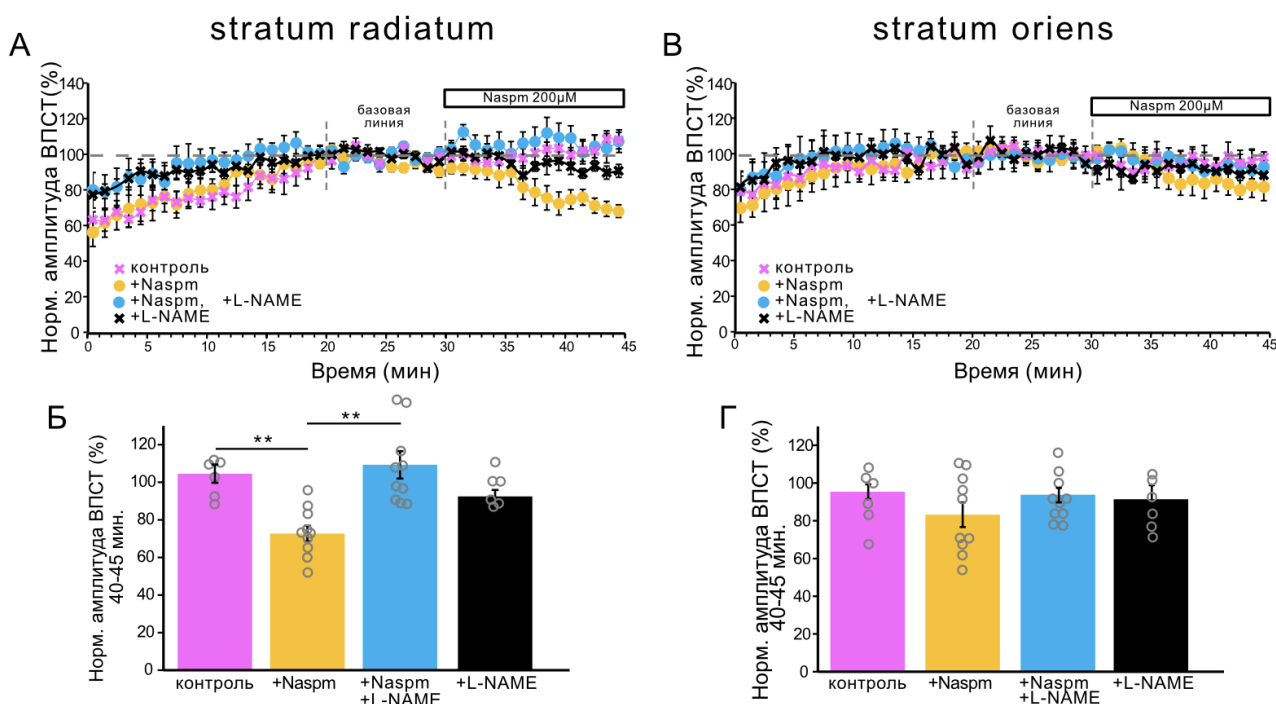 stratum radiatum
stratum oriens
А
Норм. амплитуда ВПСТ(%)
140
120
100
80
60
40
20
0
базовая
линия
Naspm 200µM
контроль
+Naspm
+Naspm, +L-NAME
+L-NAME
0 5 10 15 20 25 30 35 40 45
Время (мин)
В
Норм. амплитуда ВПСТ (%)
140
120
100
80
60
40
20
0
базовая
линия
Naspm 200µM
контроль
+Naspm
+Naspm, +L-NAME
+L-NAME
0 5 10 15 20 25 30 35 40 45
Время (мин)
Б
Норм. амплитуда ВПСТ (%)
40-45 мин.
120
100
80
60
40
20
0
**
**
контроль
+Naspm
+Naspm
+L-NAME
+L-NAME
Г
Норм. амплитуда ВПСТ (%)
40-45 мин.
120
100
80
60
40
20
0
контроль
+Naspm
+Naspm
+L-NAME
+L-NAME